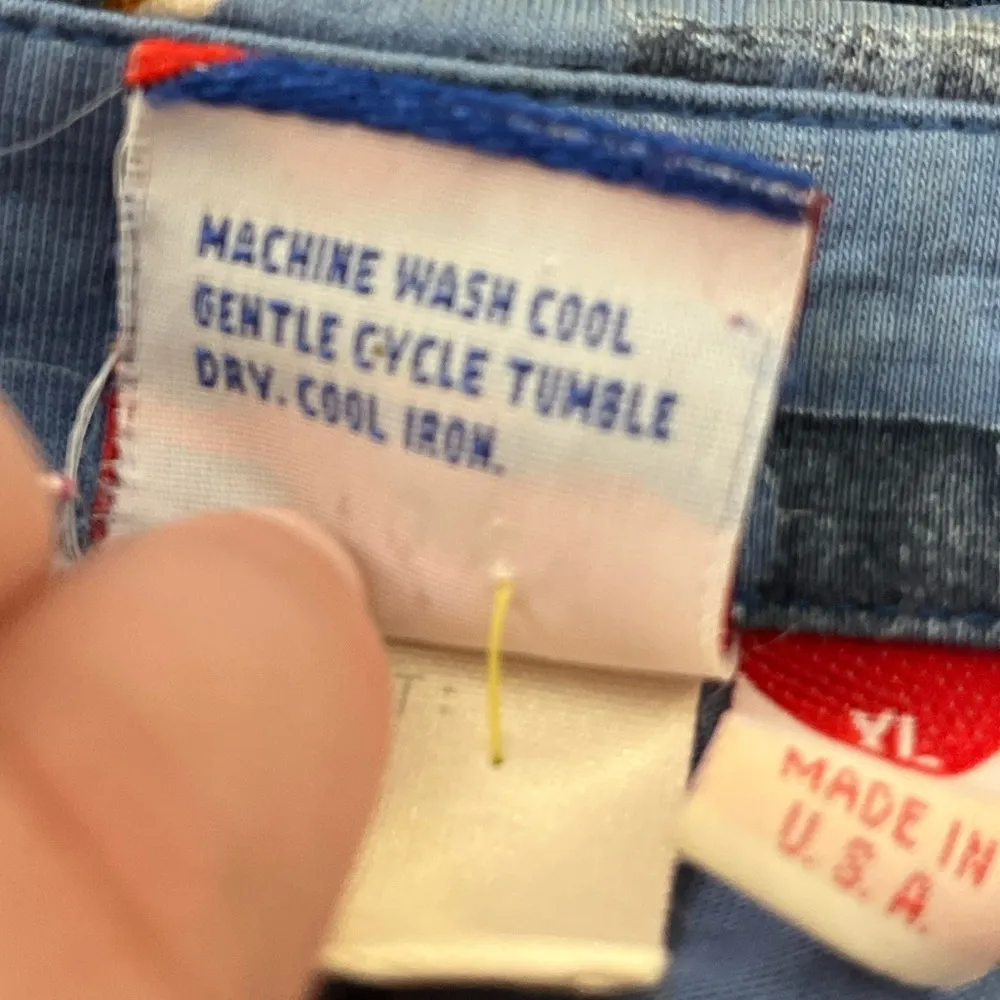 MACHINE WASH COOL
GENTLE CYCLE TUMBLE
DRY. COOL IRON.
XL
MADE IN
U.S.A.